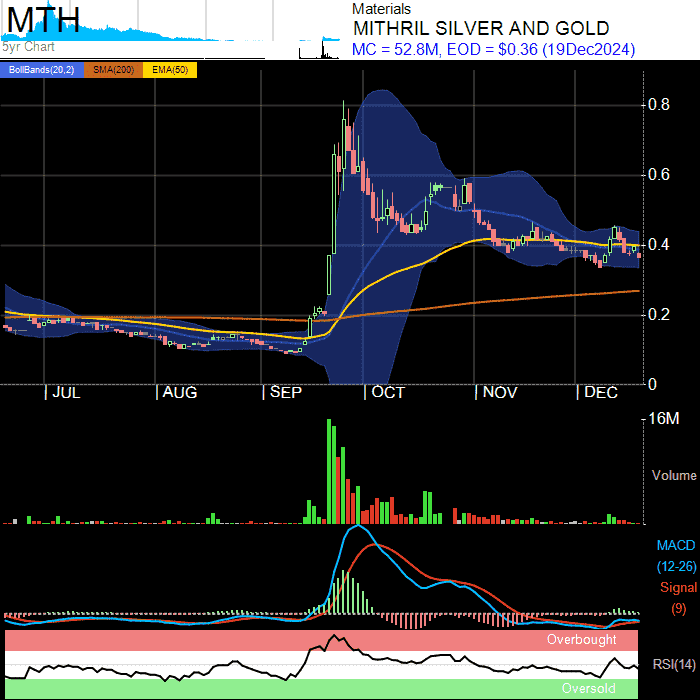 MTH
5yr Chart
Materials
MITHRIL SILVER AND GOLD
MC = 52.8M, EOD = $0.36 (19Dec2024)
BollBands(20,2) SMA(200) EMA(50)
0.8
0.6
0.4
0.2
0
JUL AUG SEP OCT NOV DEC
16M
Volume
MACD
(12-26)
Signal
(9)
Overbought
RSI(14)
Oversold